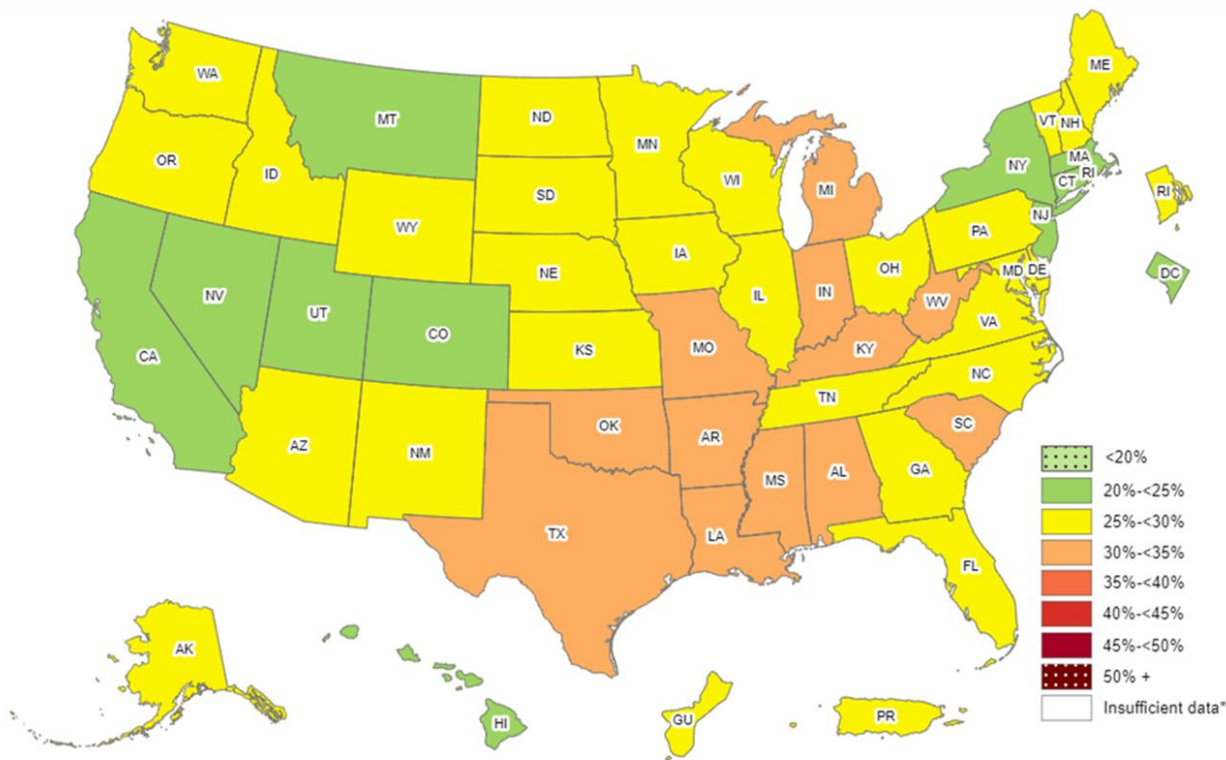 WA
MT
ND
MN
ME
OR
ID
WY
SD
WI
MI
VT
NH
NY
MA
RI
CT
RI
NJ
NE
IA
PA
NV
UT
CO
IL
IN
OH
MD
DE
DC
WV
VA
CA
KS
MO
KY
AZ
NM
OK
AR
TN
NC
SC
TX
LA
MS
AL
GA
FL
AK
HI
GU
PR
<20%
20%-<25%
25%-<30%
30%-<35%
35%-<40%
40%-<45%
45%-<50%
50% +
Insufficient data*